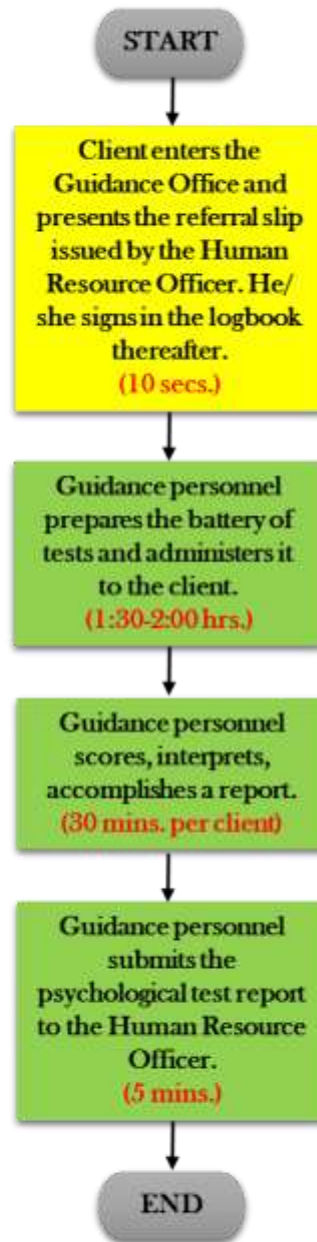 START
Client enters the
Guidance Office and
presents the referral slip
issued by the Human
Resource Officer. He/
she signs in the logbook
thereafter.
(10 secs.)
Guidance personnel
prepares the battery of
tests and administers it
to the client.
(1:30-2:00 hrs.)
Guidance personnel
scores, interprets,
accomplishes a report.
(30 mins. per client)
Guidance personnel
submits the
psychological test report
to the Human Resource
Officer.
(5 mins.)
END